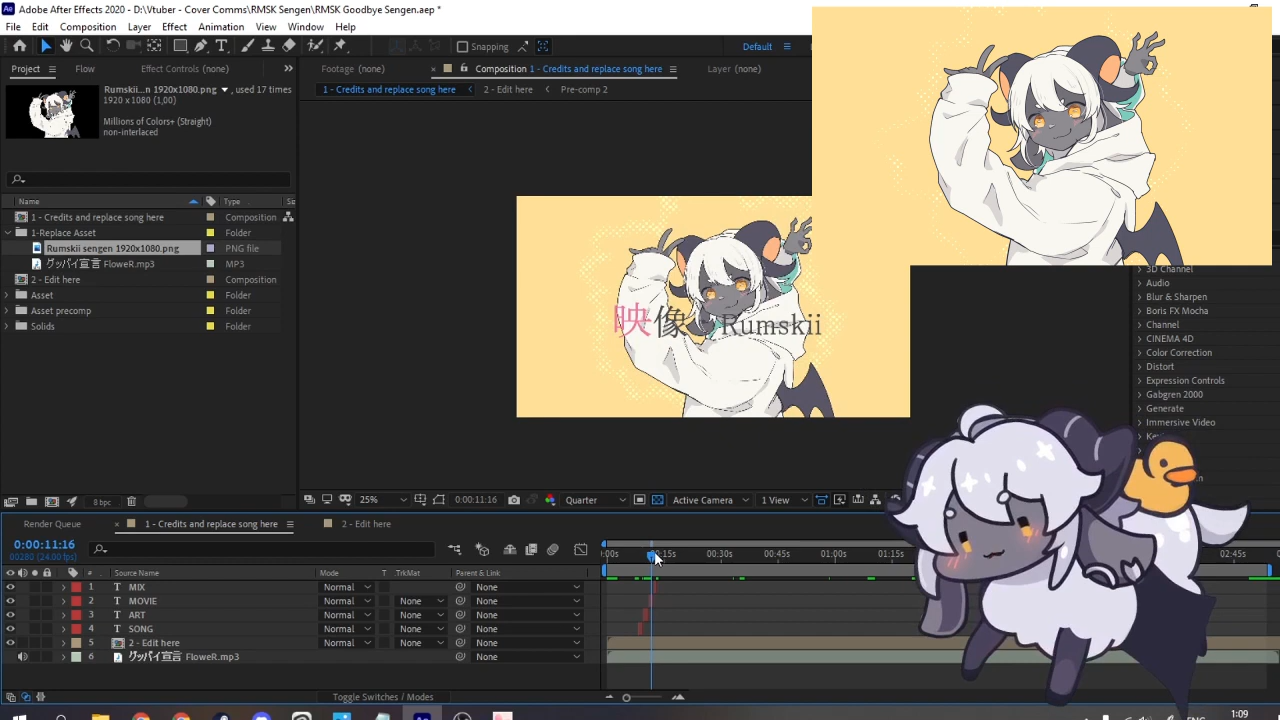 Adobe After Effects 2020 - D:\Vtuber - Cover Comms\RMSK Sengen\RMSK Goodbye Sengen.aep *
File Edit Composition Layer Effect Animation View Window Help
Snapping Default
Project Flow Effect Controls (none)
Footage (none) Composition 1 - Credits and replace song here Layer (none)
1 - Credits and replace song here 2 - Edit here Pre-comp 2
Rumskii...n 1920x1080.png , used 17 times
1920 x 1080 (1,00)
Millions of Colors+ (Straight)
non-interlaced
Name Type Si
1 - Credits and replace song here Composition
1-Replace Asset Folder
Rumskii sengen 1920x1080.png PNG file
グッバイ宣言 FloweR.mp3 MP3
2 - Edit here Composition
Asset Folder
Asset precomp Folder
Solids Folder
映像 Rumskii
3D Channel
Audio
Blur & Sharpen
Boris FX Mocha
Channel
CINEMA 4D
Color Correction
Distort
Expression Controls
Gabgren 2000
Generate
Immersive Video
8 bpc
25% 0:00:11:16 Quarter Active Camera 1 View
Render Queue 1 - Credits and replace song here 2 - Edit here
0:00:11:16
00280 (24.00 fps)
:00s 00:15s 00:30s 00:45s 01:00s 01:15s 02:45s
# Source Name Mode T .TrkMat Parent & Link
1 T MIX Normal None
2 T MOVIE Normal None None
3 T ART Normal None None
4 T SONG Normal None None
5 2 - Edit here Normal None None
6 グッバイ宣言 FloweR.mp3 None
Toggle Switches / Modes
1:09